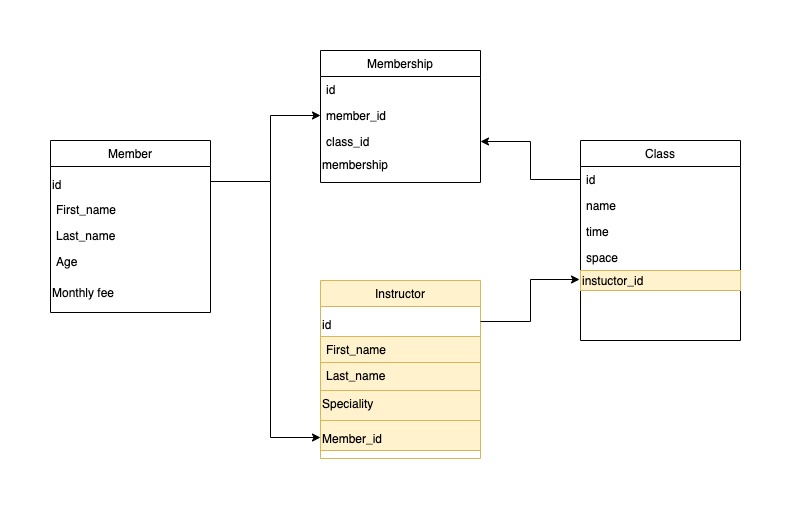 Membership
id
member_id
class_id
membership
Member
id
First_name
Last_name
Age
Monthly fee
Class
id
name
time
space
instuctor_id
Instructor
id
First_name
Last_name
Speciality
Member_id